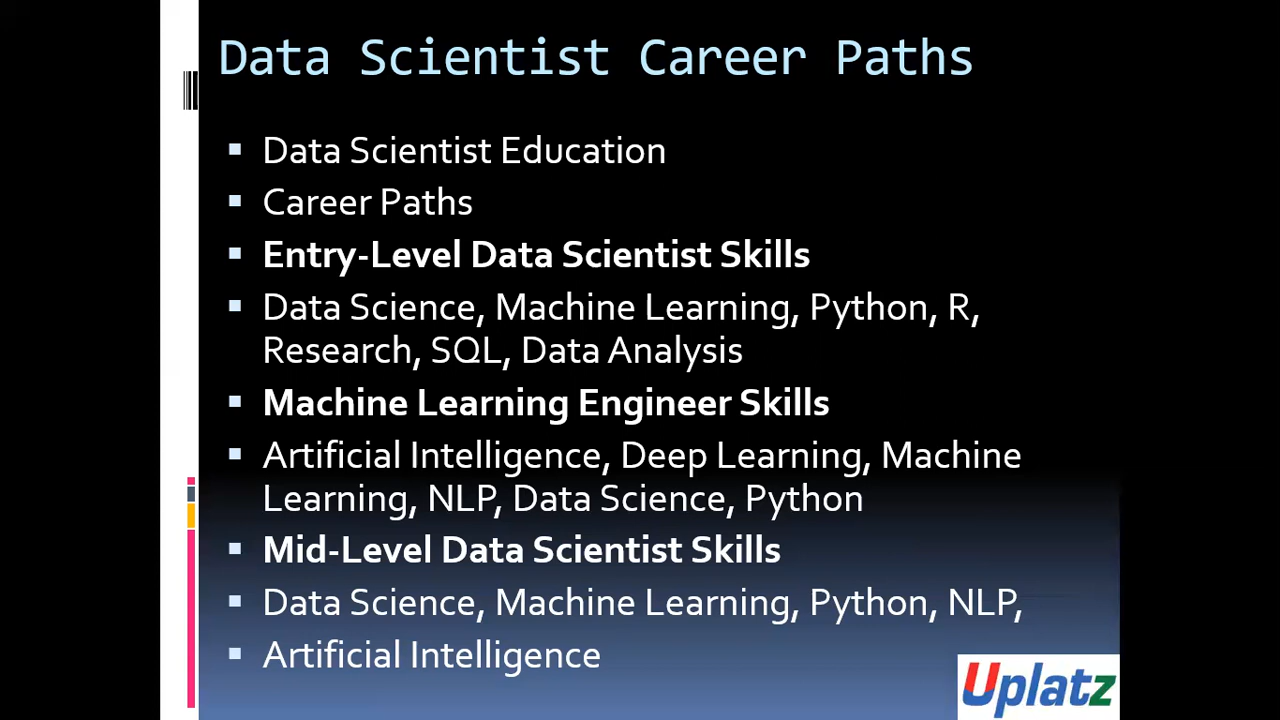 Data Scientist Career Paths
Data Scientist Education
Career Paths
Entry-Level Data Scientist Skills
Data Science, Machine Learning, Python, R,
Research, SQL, Data Analysis
Machine Learning Engineer Skills
Artificial Intelligence, Deep Learning, Machine
Learning, NLP, Data Science, Python
Mid-Level Data Scientist Skills
Data Science, Machine Learning, Python, NLP,
Artificial Intelligence
Uplatz